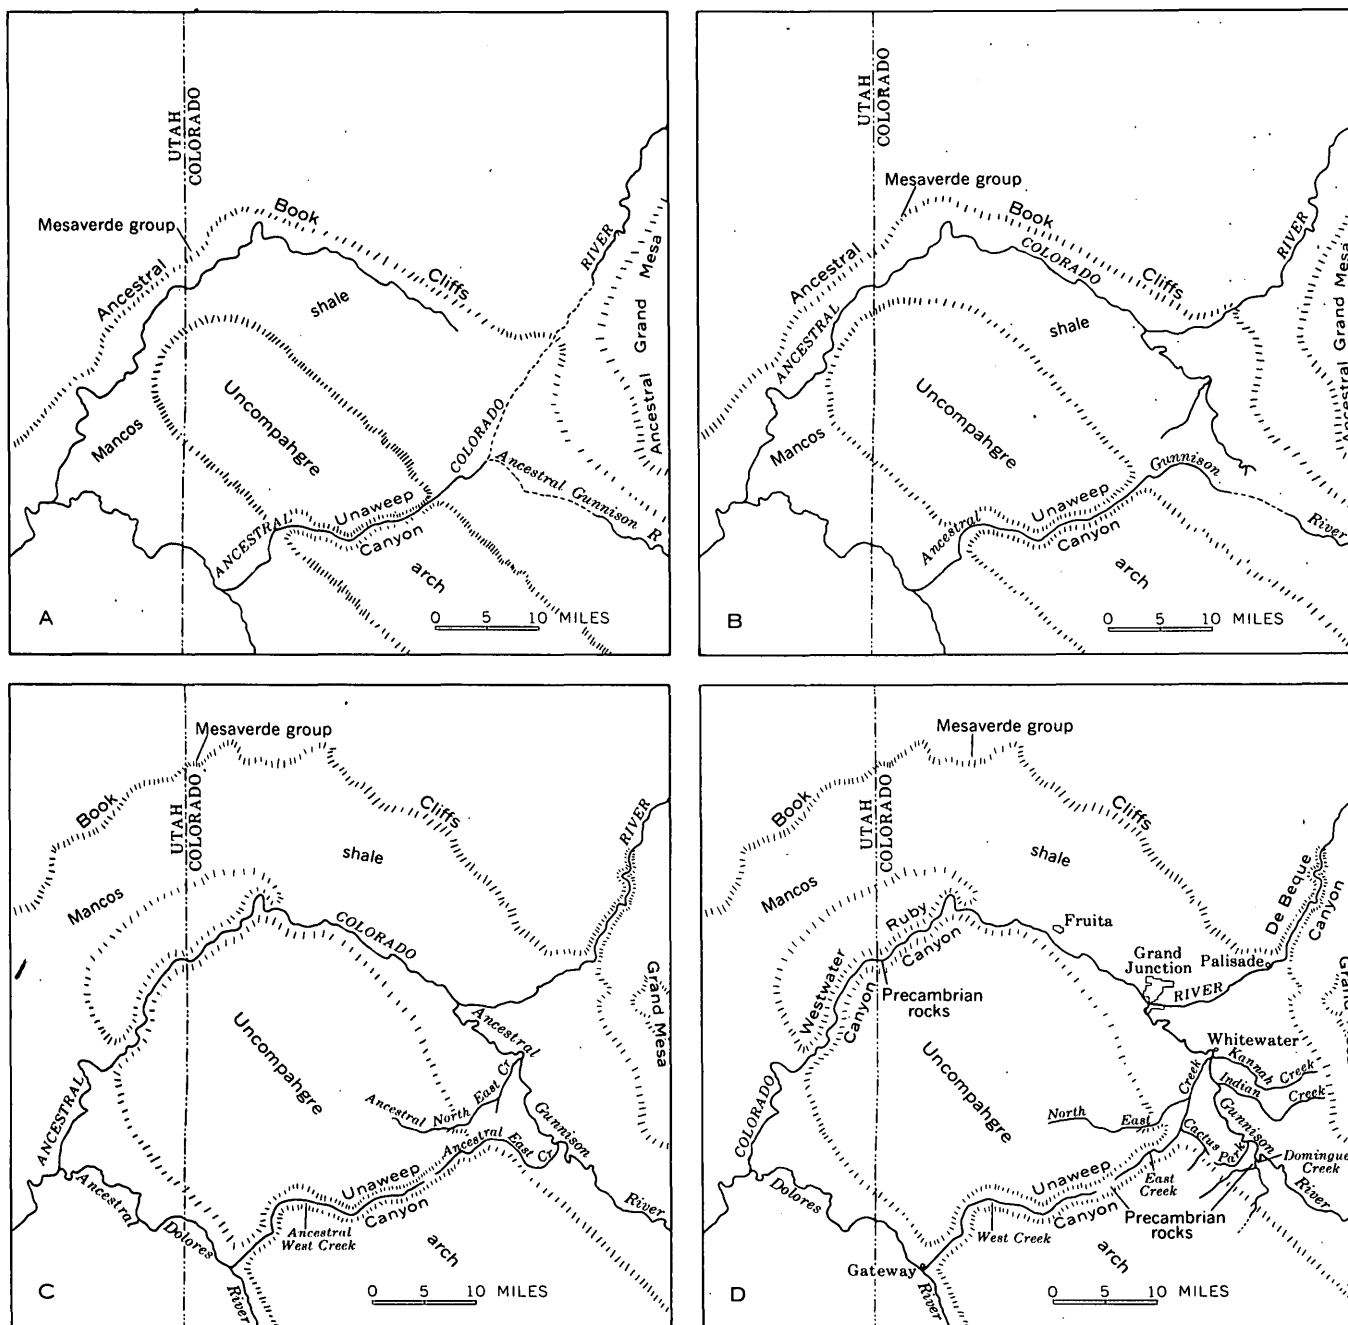 UTAH
COLORADO
Mesaverde group
Book
Cliffs
Ancestral
shale
RIVER
Ancestral Grand Mesa
Uncompahgre
Mancos
COLORADO
Ancestral Gunnison
R
Unaweep
ANCESTRAL
Canyon
arch
A
0 5 10 MILES
UTAH
COLORADO
Mesaverde group
Book
COLORADO
Cliffs
Ancestral
ANCESTRAL
shale
RIVER
Ancestral Grand Mesa
Uncompahgre
Mancos
Gunnison
River
Unaweep
Ancestral
Canyon
arch
B
0 5 10 MILES
Mesaverde group
Book
UTAH
COLORADO
Cliffs
RIVER
shale
Mancos
COLORADO
Grand Mesa
Ancestral
Uncompahgre
Ancestral North East Cr
Gunnison
Ancestral East Cr
ANCESTRAL
Unaweep
Ancestral
Dolores
Ancestral
West Creek
Canyon
River
arch
River
C
0 5 10 MILES
Mesaverde group
Book
UTAH
COLORADO
Cliffs
shale
De Beque
Canyon
Mancos
Ruby
Canyon
Fruita
Westwater
Canyon
Grand
Junction
Palisade
RIVER
Precambrian
rocks
Whitewater
Kannah Creek
Indian Creek
Uncompahgre
Creek
North
East
Gunnison
Cactus
Park
Domingue
Creek
COLORADO
Unaweep
East
Creek
River
Dolores
Canyon
Precambrian
rocks
West Creek
arch
Gateway
River
D
0 5 10 MILES